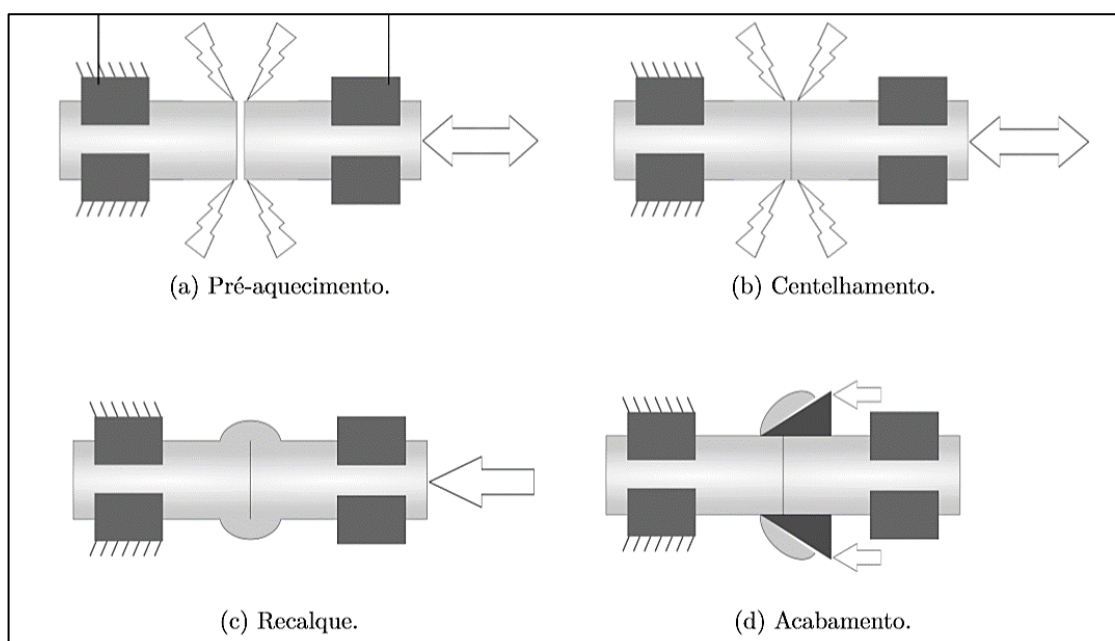 (a) Pré-aquecimento.
(b) Centelhamento.
(c) Recalque.
(d) Acabamento.